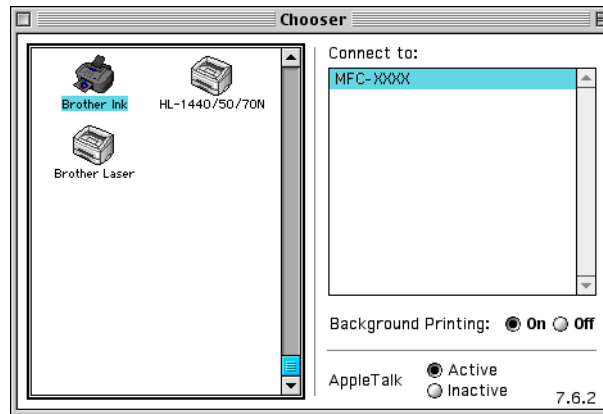 Chooser
Brother Ink
HL-1440/50/70N
Brother Laser
Connect to:
MFC-XXXX
Background Printing: On Off
AppleTalk
Active
Inactive
7.6.2